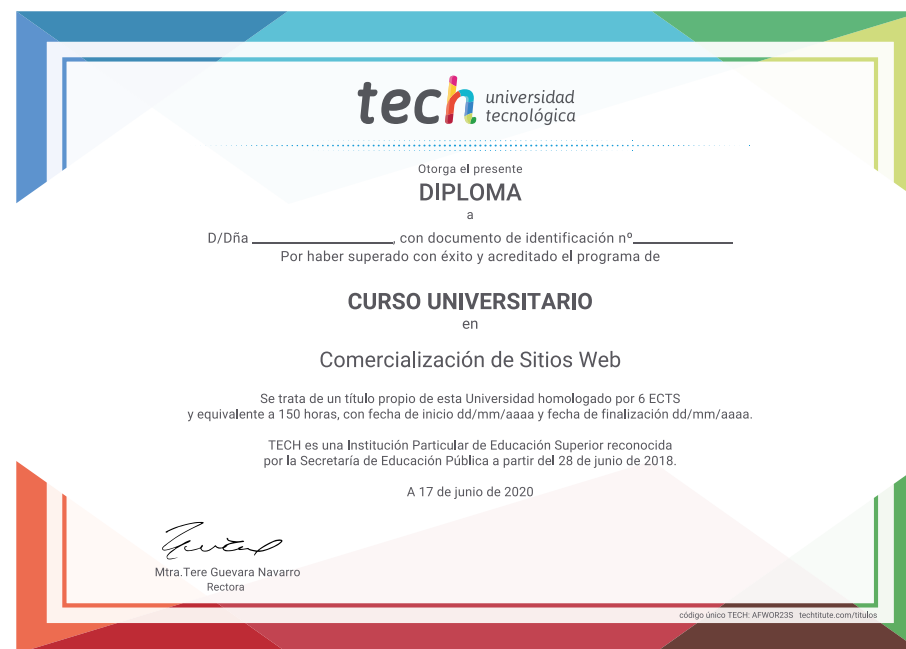 tech universidad
tecnológica
Otorga el presente
DIPLOMA
a
D/Dña ____________________, con documento de identificación nº______________
Por haber superado con éxito y acreditado el programa de
CURSO UNIVERSITARIO
en
Comercialización de Sitios Web
Se trata de un título propio de esta Universidad homologado por 6 ECTS
y equivalente a 150 horas, con fecha de inicio dd/mm/aaaa y fecha de finalización dd/mm/aaaa.
TECH es una Institución Particular de Educación Superior reconocida
por la Secretaría de Educación Pública a partir del 28 de junio de 2018.
A 17 de junio de 2020
Mtra.Tere Guevara Navarro
Rectora
código único TECH: AFWOR23S techtitute.com/titulos